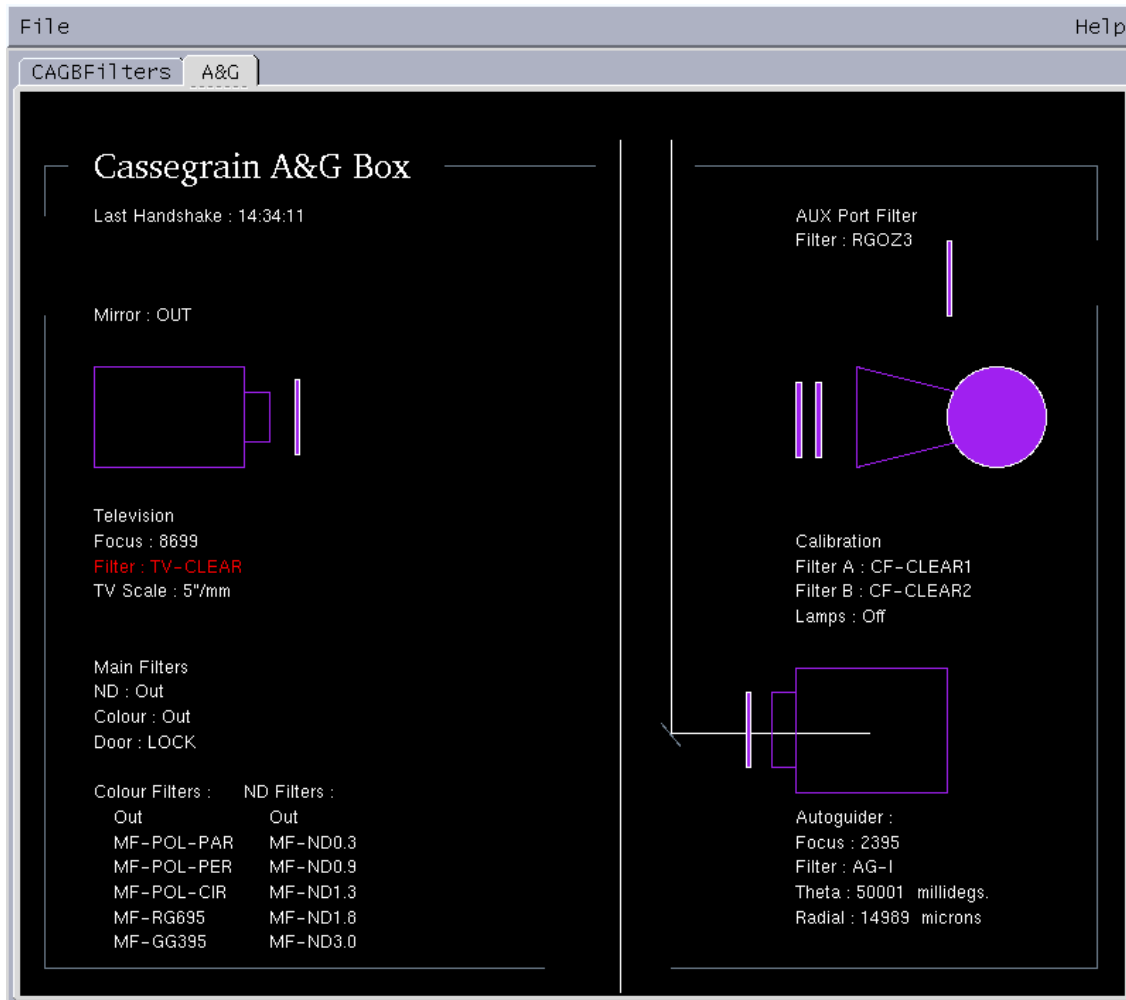 File Help
CAGBFilters A&G
Cassegrain A&G Box
Last Handshake : 14:34:11
Mirror : OUT
Television
Focus : 8699
Filter : TV-CLEAR
TV Scale : 5"/mm
Main Filters
ND : Out
Colour : Out
Door : LOCK
Colour Filters : ND Filters :
Out Out
MF-POL-PAR MF-ND0.3
MF-POL-PER MF-ND0.9
MF-POL-CIR MF-ND1.3
MF-RG695 MF-ND1.8
MF-GG395 MF-ND3.0
AUX Port Filter
Filter : RGOZ3
Calibration
Filter A : CF-CLEAR1
Filter B : CF-CLEAR2
Lamps : Off
Autoguider :
Focus : 2395
Filter : AG-I
Theta : 50001 millidegs.
Radial : 14989 microns